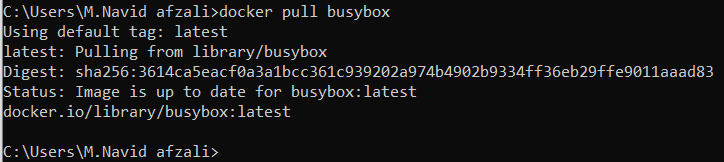 C:\Users\M.Navid afzali>docker pull busybox
Using default tag: latest
latest: Pulling from library/busybox
Digest: sha256:3614ca5eacf0a3a1bcc361c939202a974b4902b9334ff36eb29ffe9011aaad83
Status: Image is up to date for busybox:latest
docker.io/library/busybox:latest
C:\Users\M.Navid afzali>